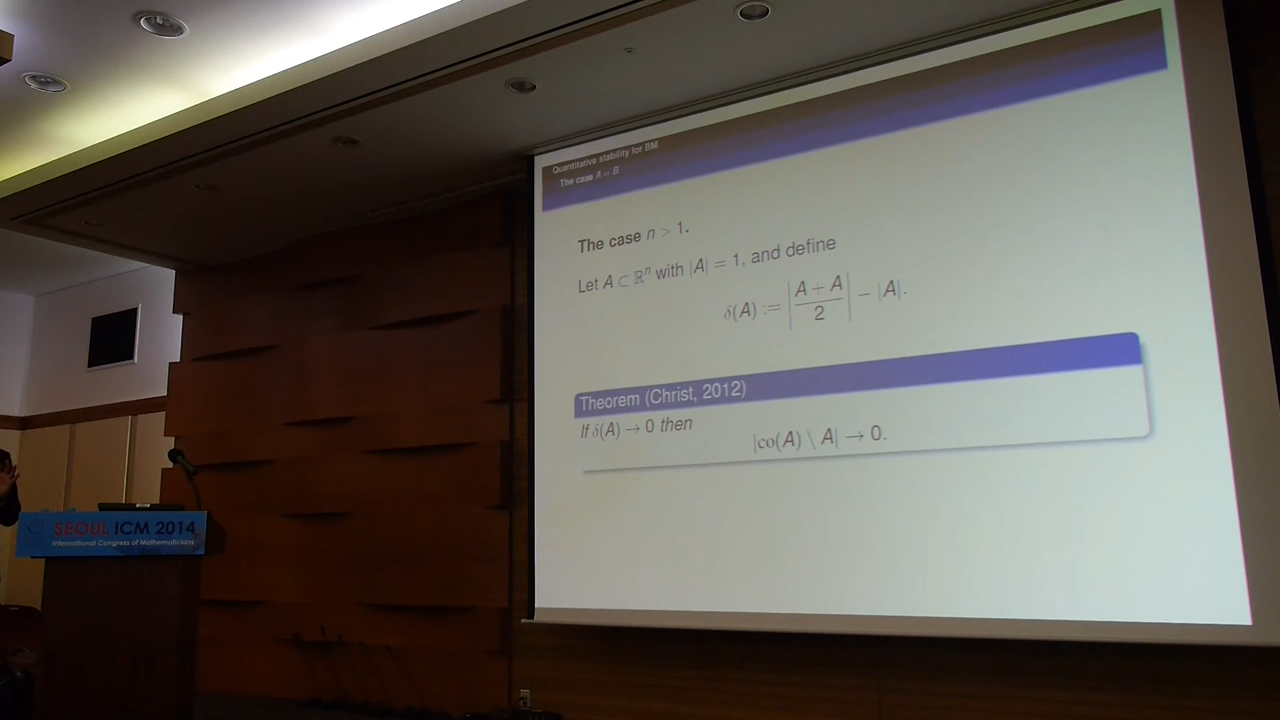 Quantitative stability for BM
The case A = B
The case n > 1.
Let A ⊂ ℝⁿ with |A| = 1, and define
δ(A) := |(A + A)/2| − |A|.
Theorem (Christ, 2012)
If δ(A) → 0 then
|co(A) \ A| → 0.
SEOUL ICM 2014
International Congress of Mathematicians